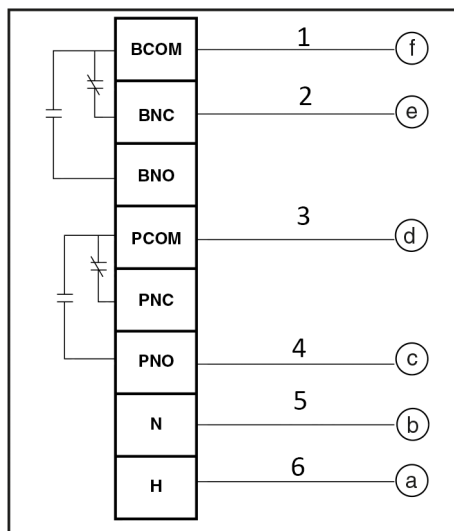 BCOM 1 f
BNC 2 e
BNO
PCOM 3 d
PNC
PNO 4 c
N 5 b
H 6 a